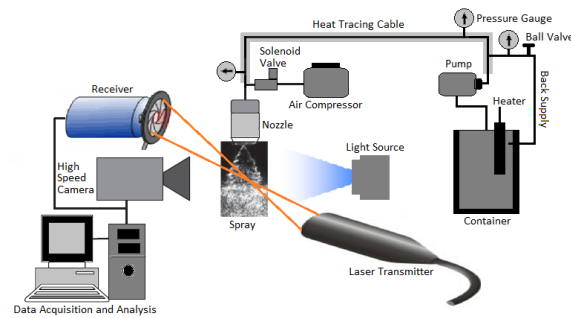 Heat Tracing Cable
Pressure Gauge
Ball Valve
Solenoid
Valve
Pump
Receiver
Air Compressor
Heater
Back Supply
Nozzle
Light Source
High
Speed
Camera
Spray
Container
Laser Transmitter
Data Acquisition and Analysis